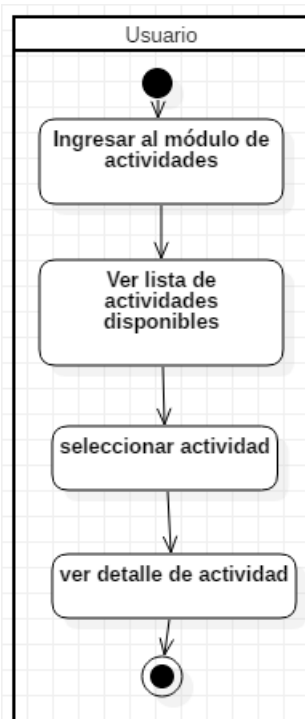 Usuario
Ingresar al módulo de
actividades
Ver lista de
actividades
disponibles
seleccionar actividad
ver detalle de actividad